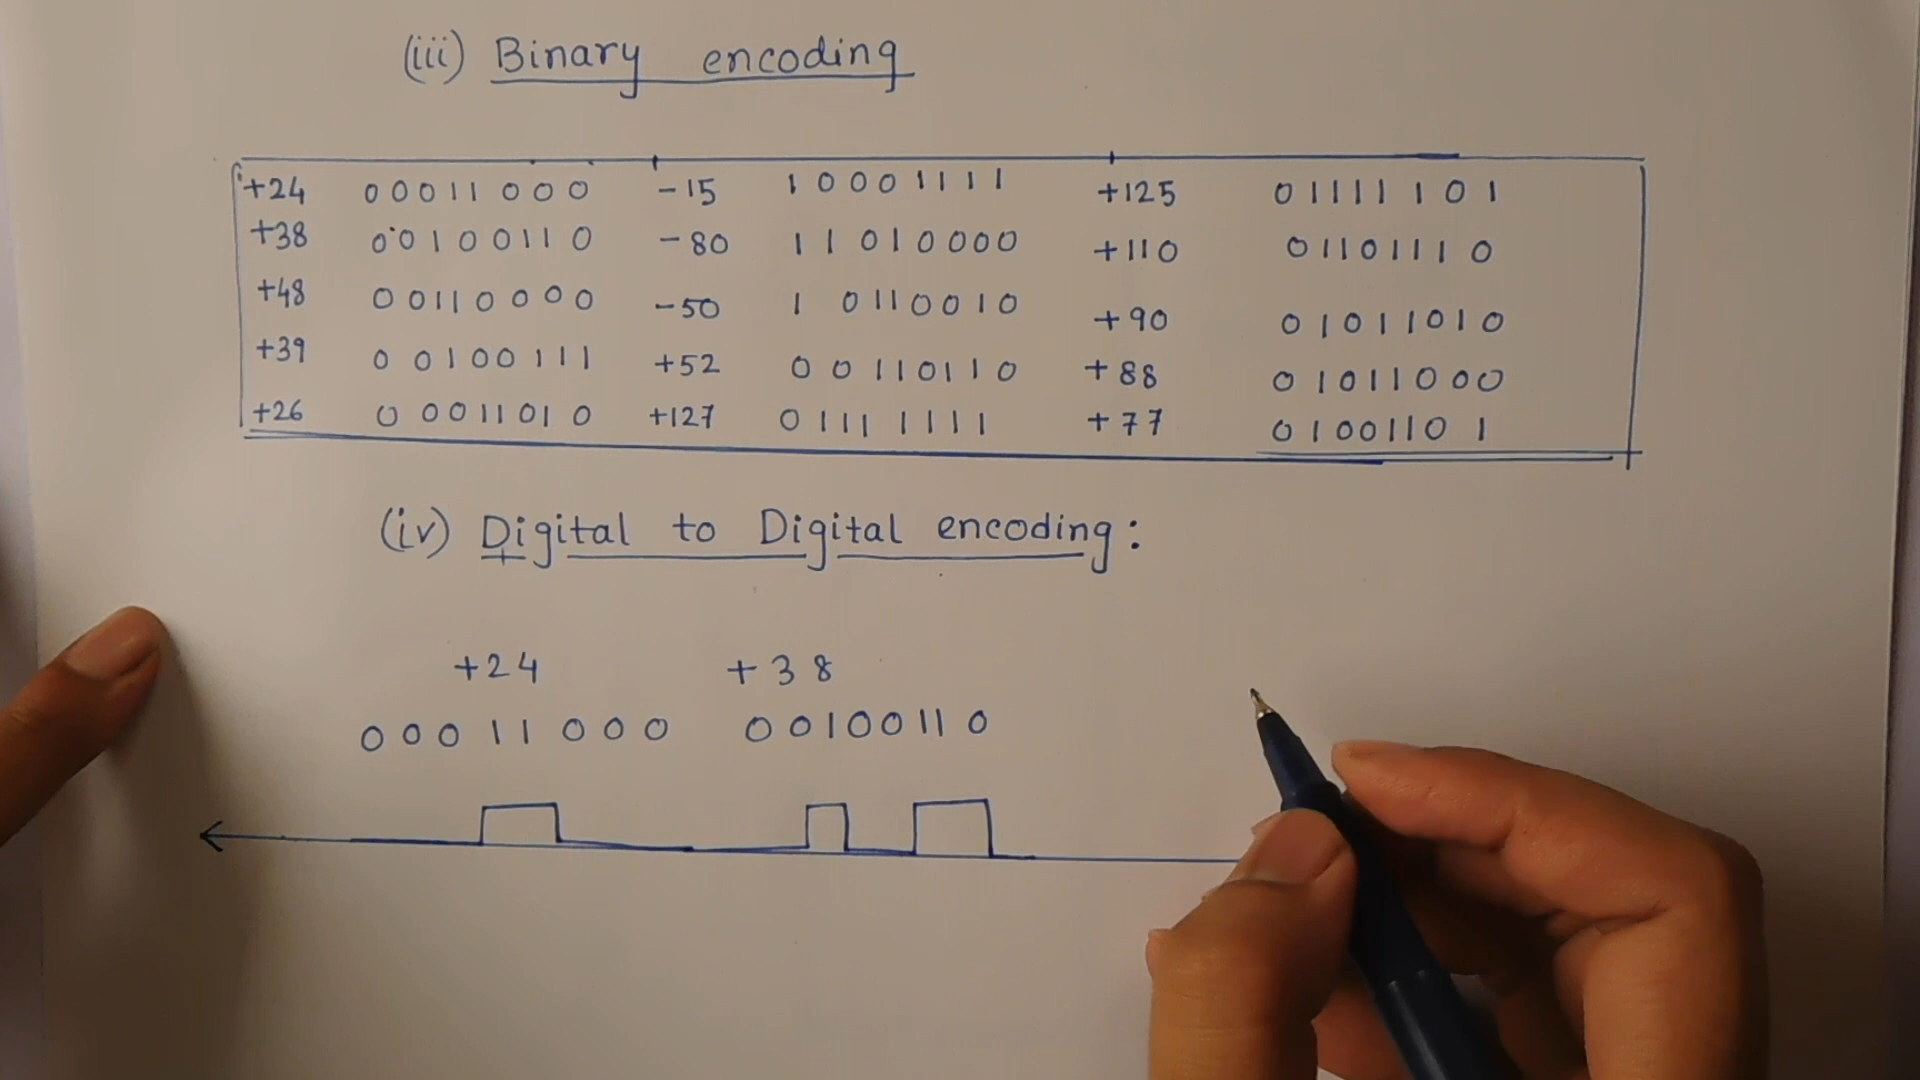 (iii) Binary encoding
+24 00011000 -15 10001111 +125 01111101
+38 00100110 -80 11010000 +110 01101110
+48 00110000 -50 10110010 +90 01011010
+39 00100111 +52 00110110 +88 01011000
+26 00011010 +127 01111111 +77 01001101
(iv) Digital to Digital encoding:
+24 +38
00011000 00100110